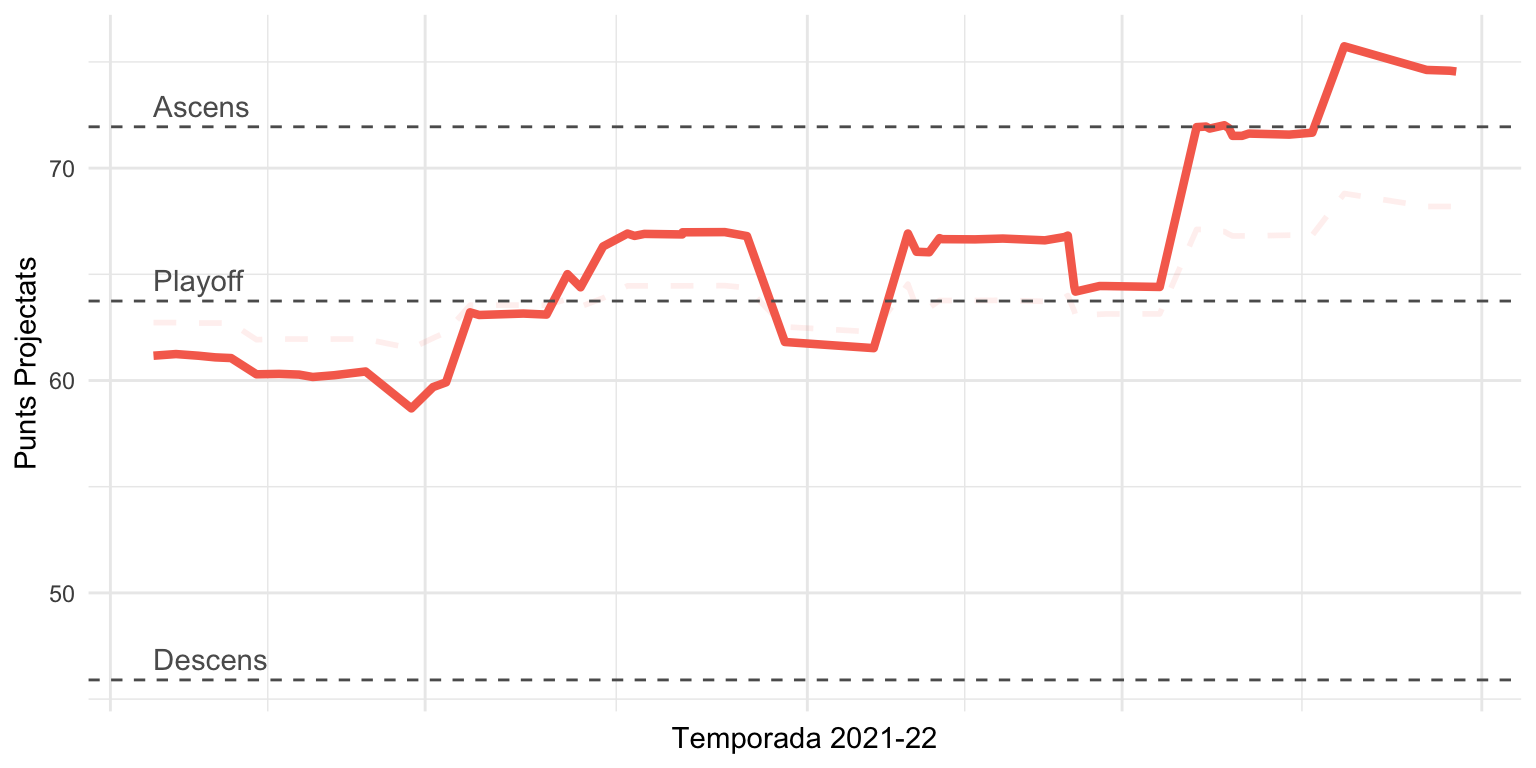 Ascens
70
Playoff
60
50
Descens
Punts Projectats
Temporada 2021-22